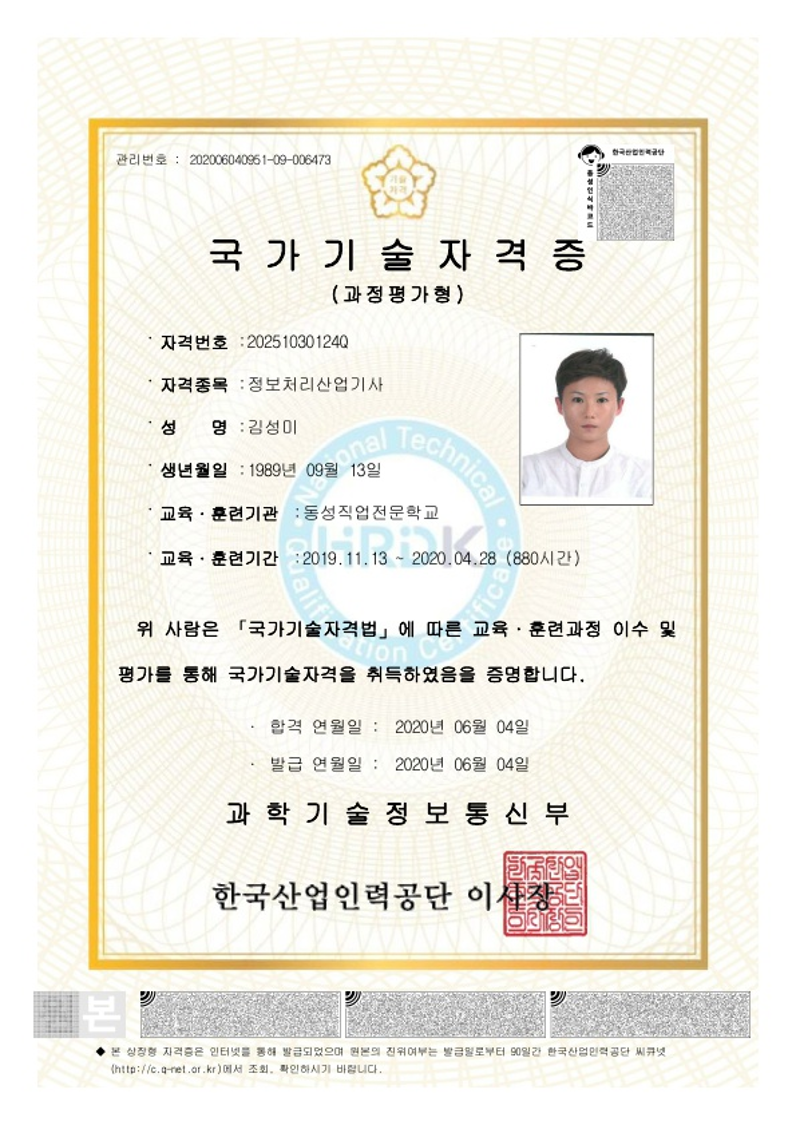 관리번호 : 202006040951-09-006473
한국산업인력공단
음성인식바코드
기술
자격
국가기술자격증
(과정평가형)
· 자격번호 : 20251030124Q
· 자격종목 : 정보처리산업기사
· 성 명 : 김성미
· 생년월일 : 1989년 09월 13일
· 교육·훈련기관 : 동성직업전문학교
· 교육·훈련기간 : 2019.11.13 ~ 2020.04.28 (880시간)
National Technical
HRDK
Qualification Certificate
위 사람은 「국가기술자격법」에 따른 교육·훈련과정 이수 및
평가를 통해 국가기술자격을 취득하였음을 증명합니다.
· 합격 연월일 : 2020년 06월 04일
· 발급 연월일 : 2020년 06월 04일
과학기술정보통신부
한국산업인력공단 이사장
본
◆ 본 상장형 자격증은 인터넷을 통해 발급되었으며 원본의 진위여부는 발급일로부터 90일간 한국산업인력공단 씨큐넷
(http://c.q-net.or.kr)에서 조회, 확인하시기 바랍니다.